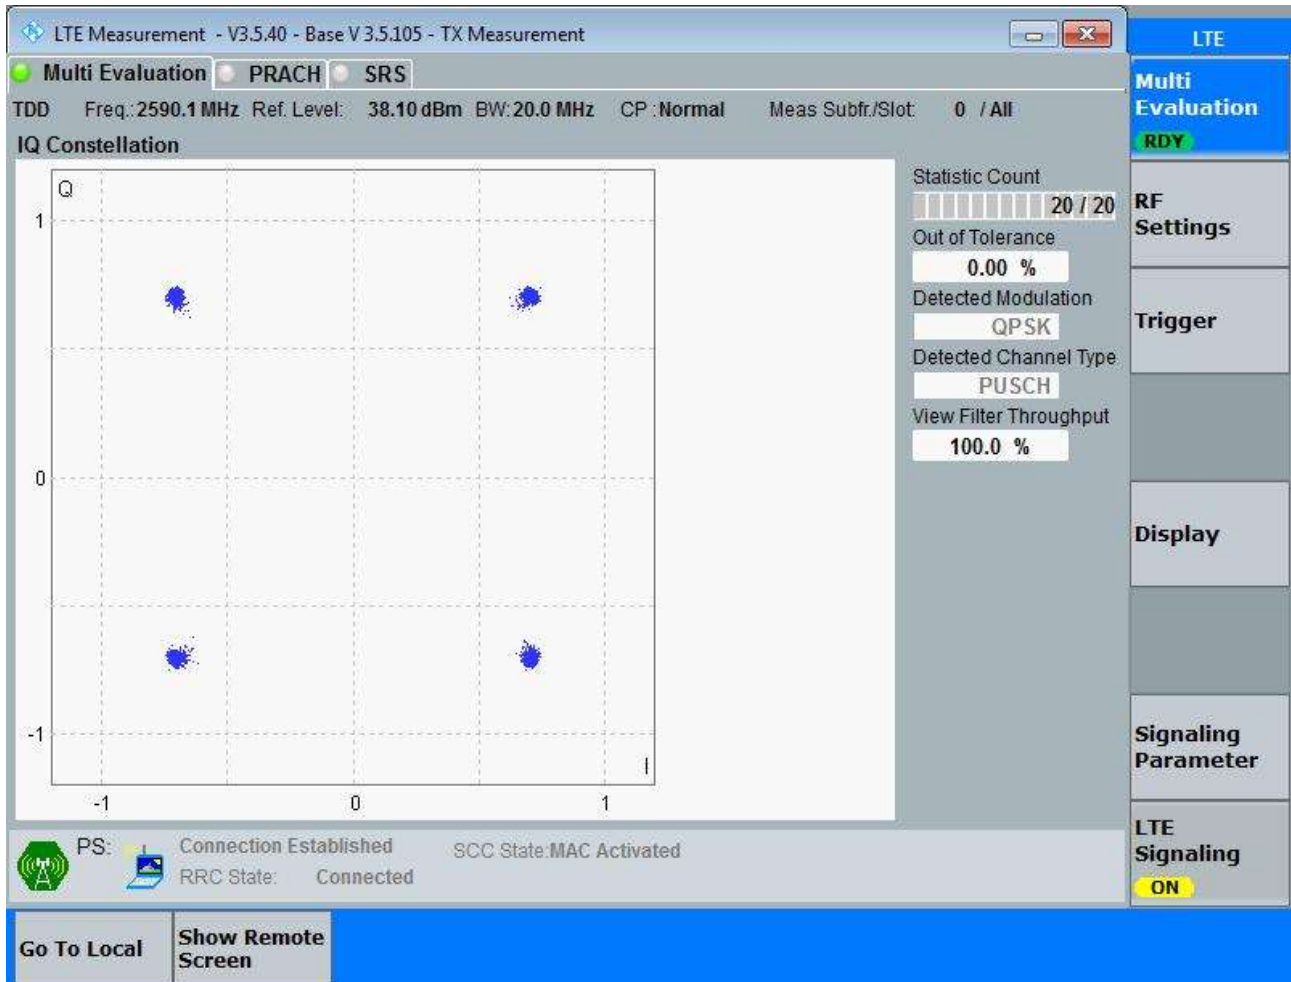 LTE Measurement - V3.5.40 - Base V 3.5.105 - TX Measurement
LTE
Multi Evaluation PRACH SRS
TDD Freq.: 2590.1 MHz Ref. Level: 38.10 dBm BW: 20.0 MHz CP : Normal Meas Subfr./Slot: 0 / All
IQ Constellation
Q
1
0
-1
I
-1 0 1
Statistic Count
20 / 20
Out of Tolerance
0.00 %
Detected Modulation
QPSK
Detected Channel Type
PUSCH
View Filter Throughput
100.0 %
Multi
Evaluation
RDY
RF
Settings
Trigger
Display
Signaling
Parameter
LTE
Signaling
ON
PS: Connection Established SCC State: MAC Activated
RRC State: Connected
Go To Local
Show Remote
Screen